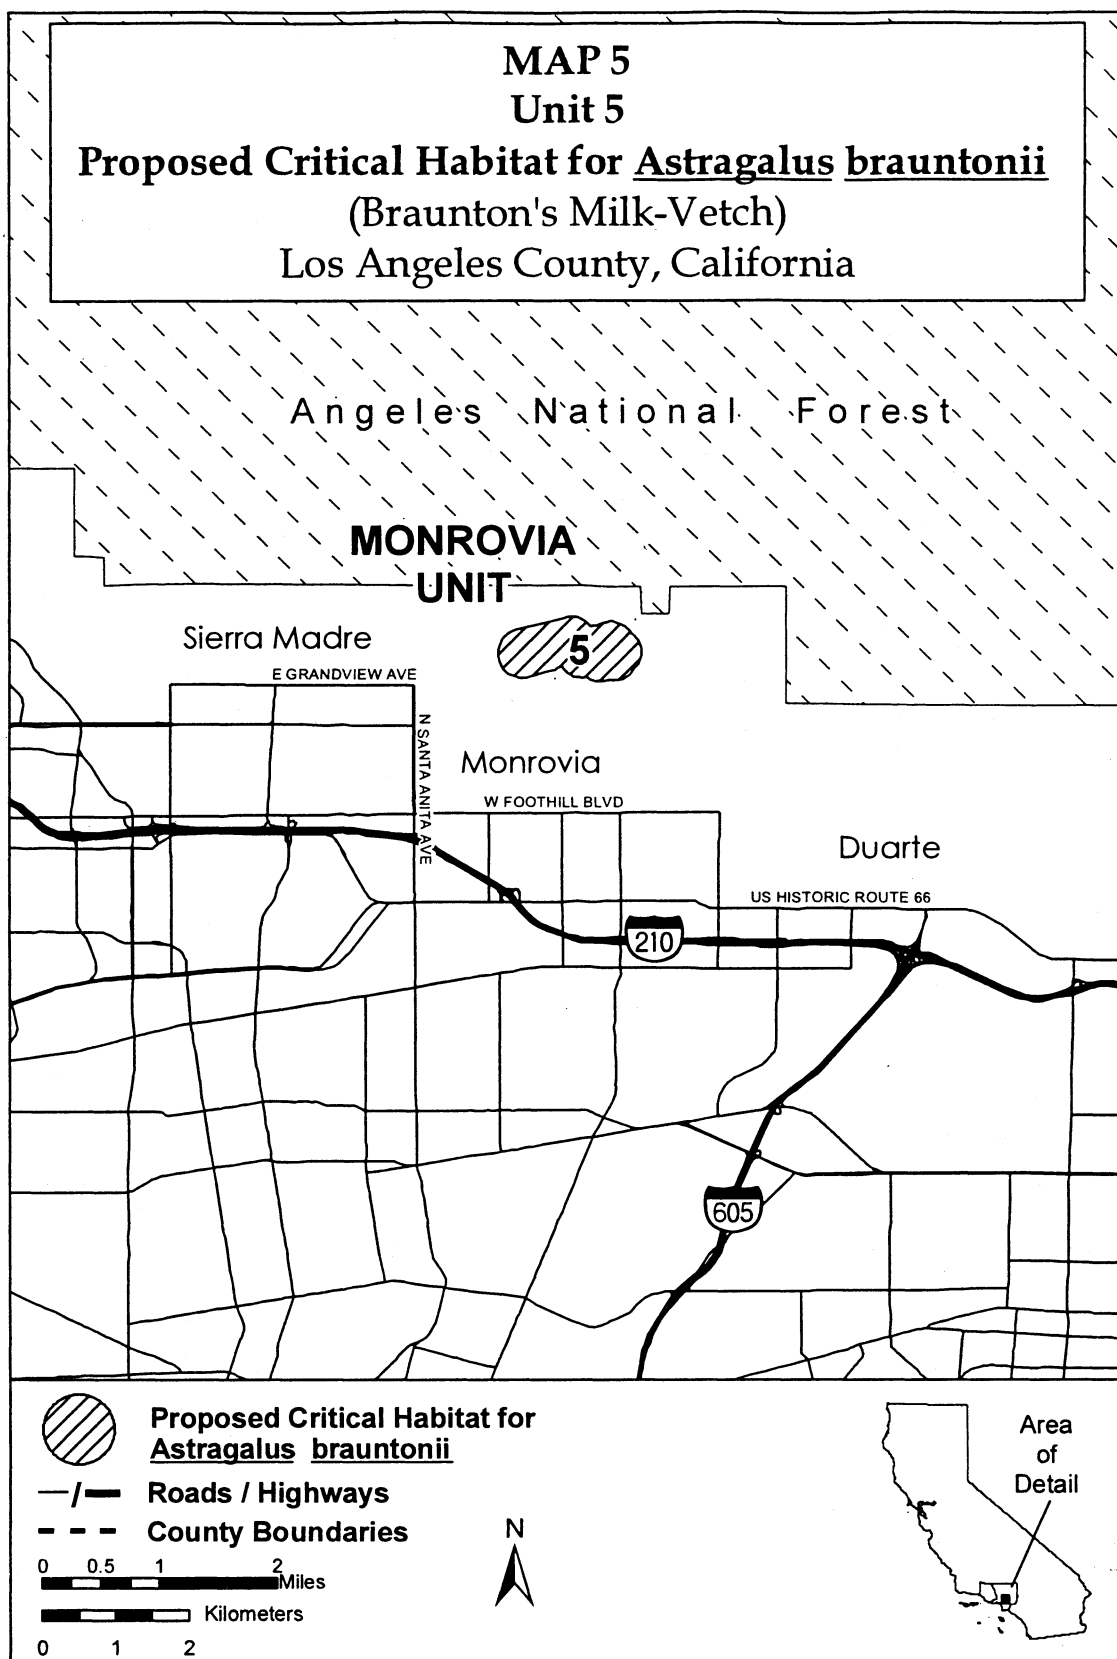 MAP 5
Unit 5
Proposed Critical Habitat for Astragalus brauntonii
(Braunton's Milk-Vetch)
Los Angeles County, California
Angeles National Forest
MONROVIA
UNIT
5
Sierra Madre
E GRANDVIEW AVE
N SANTA ANITA AVE
Monrovia
W FOOTHILL BLVD
Duarte
US HISTORIC ROUTE 66
210
605
Proposed Critical Habitat for
Astragalus brauntonii
Roads / Highways
County Boundaries
0 0.5 1 2
Miles
Kilometers
0 1 2
N
Area
of
Detail